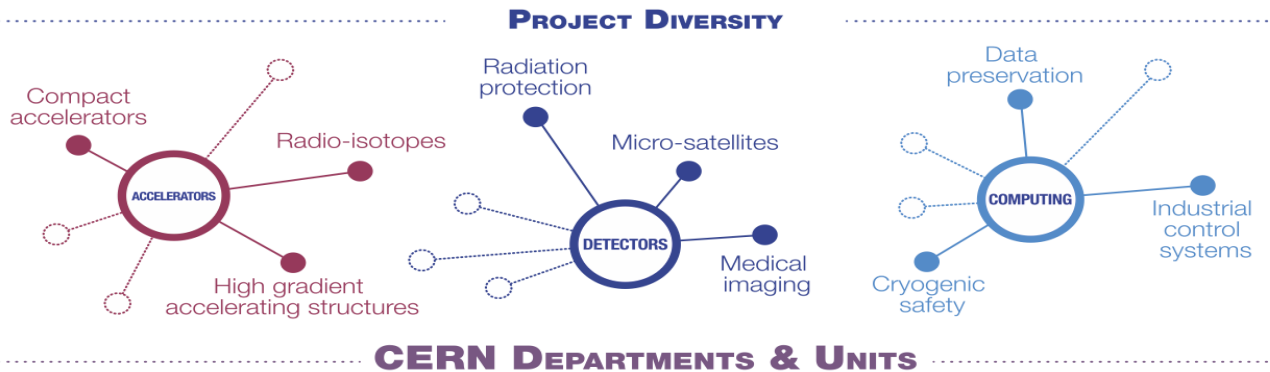 PROJECT DIVERSITY
Compact
accelerators
Radio-isotopes
ACCELERATORS
High gradient
accelerating structures
Radiation
protection
Micro-satellites
DETECTORS
Medical
imaging
Data
preservation
COMPUTING
Industrial
control
systems
Cryogenic
safety
CERN DEPARTMENTS & UNITS